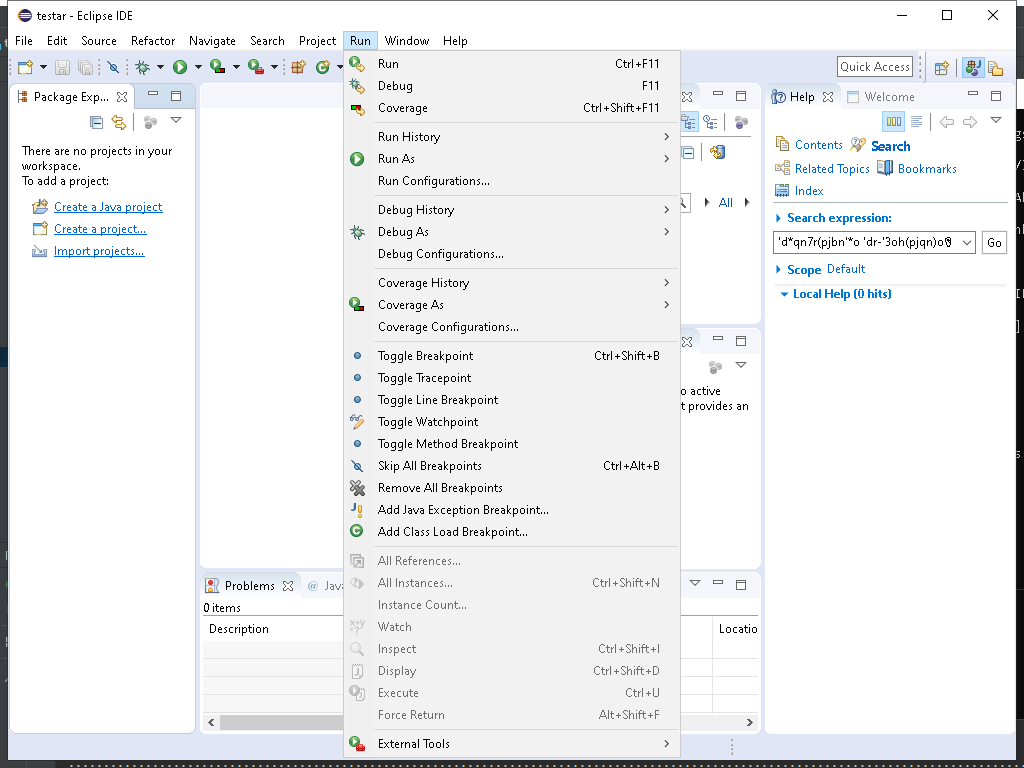 testar - Eclipse IDE
File Edit Source Refactor Navigate Search Project Run Window Help
Quick Access
Package Exp...
There are no projects in your
workspace.
To add a project:
Create a Java project
Create a project...
Import projects...
Run Ctrl+F11
Debug F11
Coverage Ctrl+Shift+F11
Run History
Run As
Run Configurations...
Debug History
Debug As
Debug Configurations...
Coverage History
Coverage As
Coverage Configurations...
Toggle Breakpoint Ctrl+Shift+B
Toggle Tracepoint
Toggle Line Breakpoint
Toggle Watchpoint
Toggle Method Breakpoint
Skip All Breakpoints Ctrl+Alt+B
Remove All Breakpoints
Add Java Exception Breakpoint...
Add Class Load Breakpoint...
All References...
All Instances... Ctrl+Shift+N
Instance Count...
Watch
Inspect Ctrl+Shift+I
Display Ctrl+Shift+D
Execute Ctrl+U
Force Return Alt+Shift+F
External Tools
All
o active
t provides an
Problems @ Java
0 items
Description Locatio
Help Welcome
Contents Search
Related Topics Bookmarks
Index
Search expression:
Go
Scope Default
Local Help (0 hits)